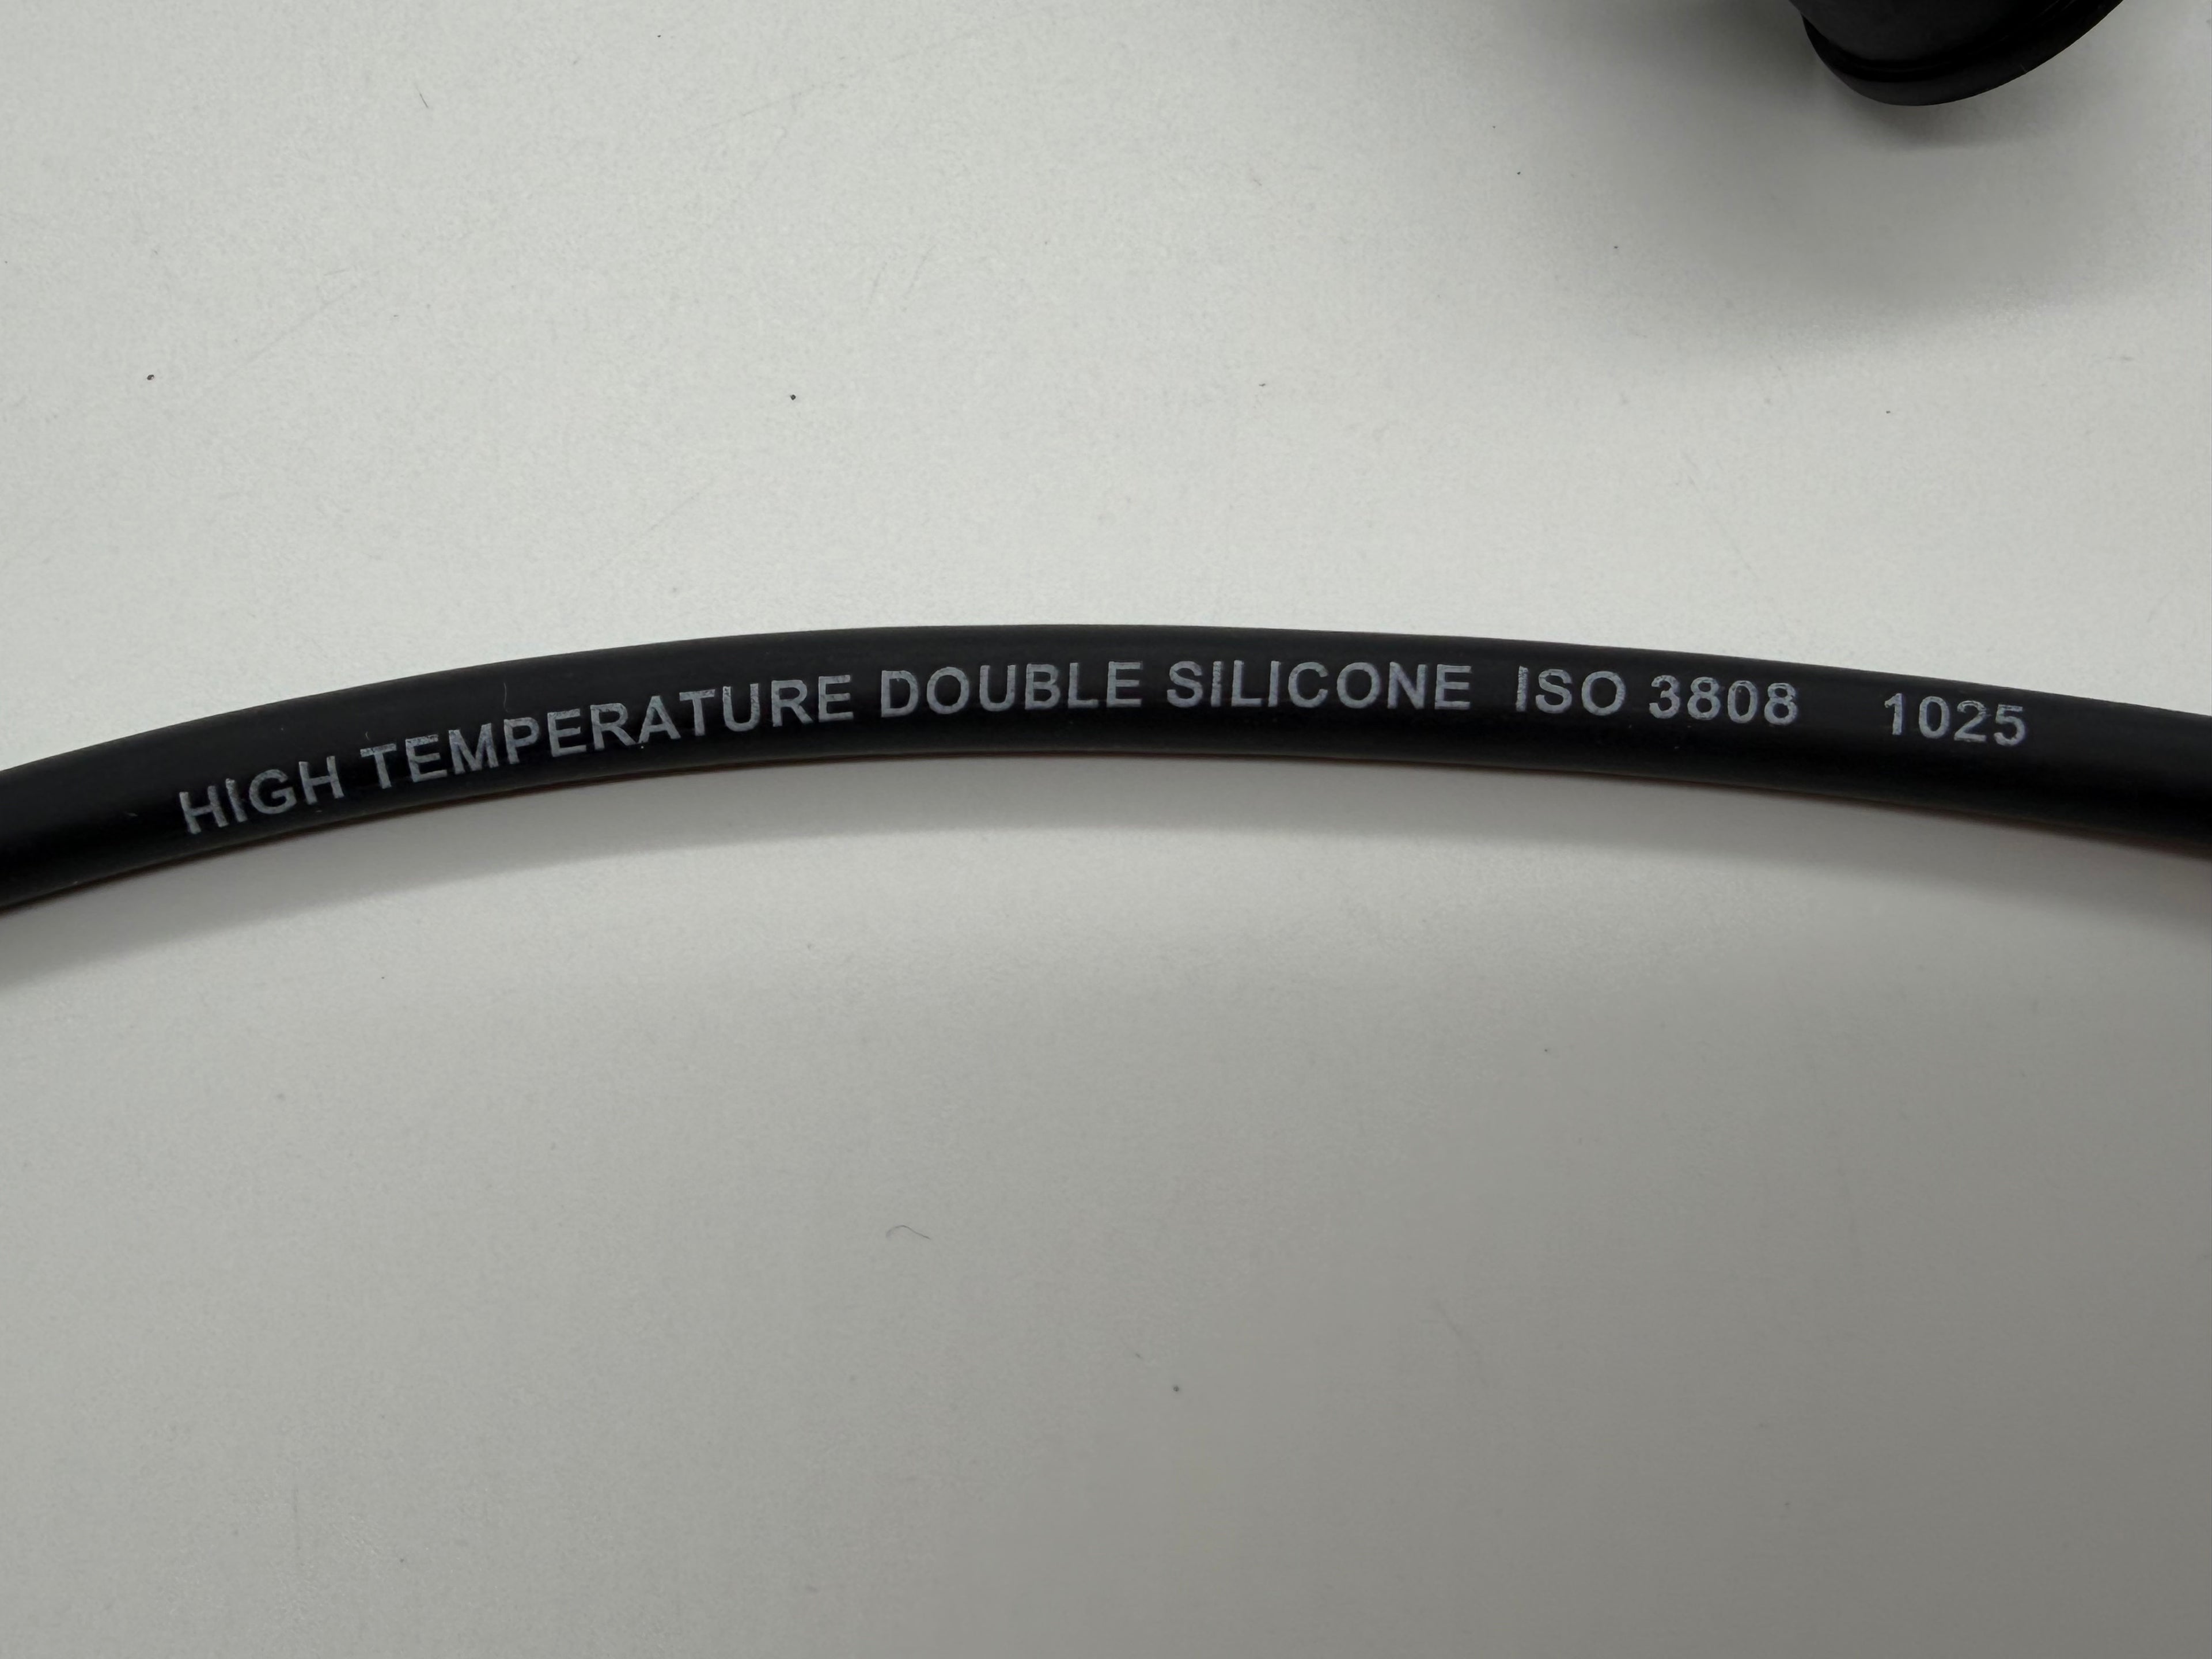 HIGH TEMPERATURE DOUBLE SILICONE ISO 3808 1025